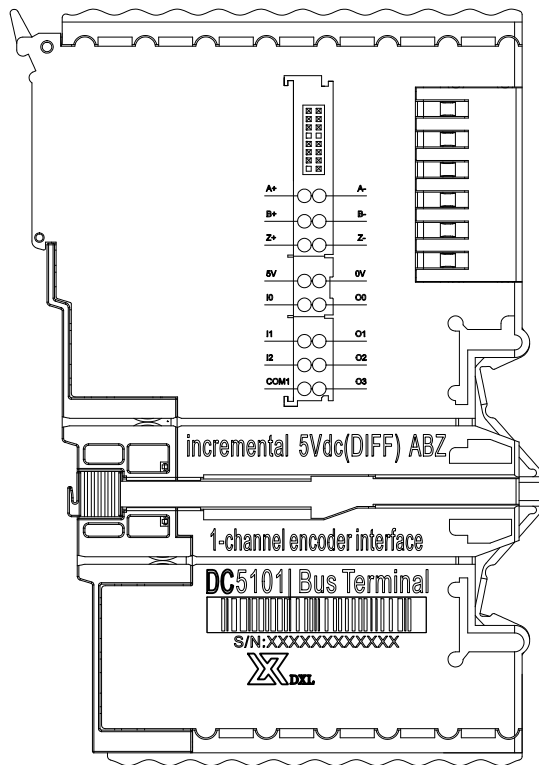 A+ A-
B+ B-
Z+ Z-
5V 0V
I0 O0
I1 O1
I2 O2
COM1 O3
incremental 5Vdc(DIFF) ABZ
1-channel encoder interface
DC5101| Bus Terminal
S/N:XXXXXXXXXXXX
DXL